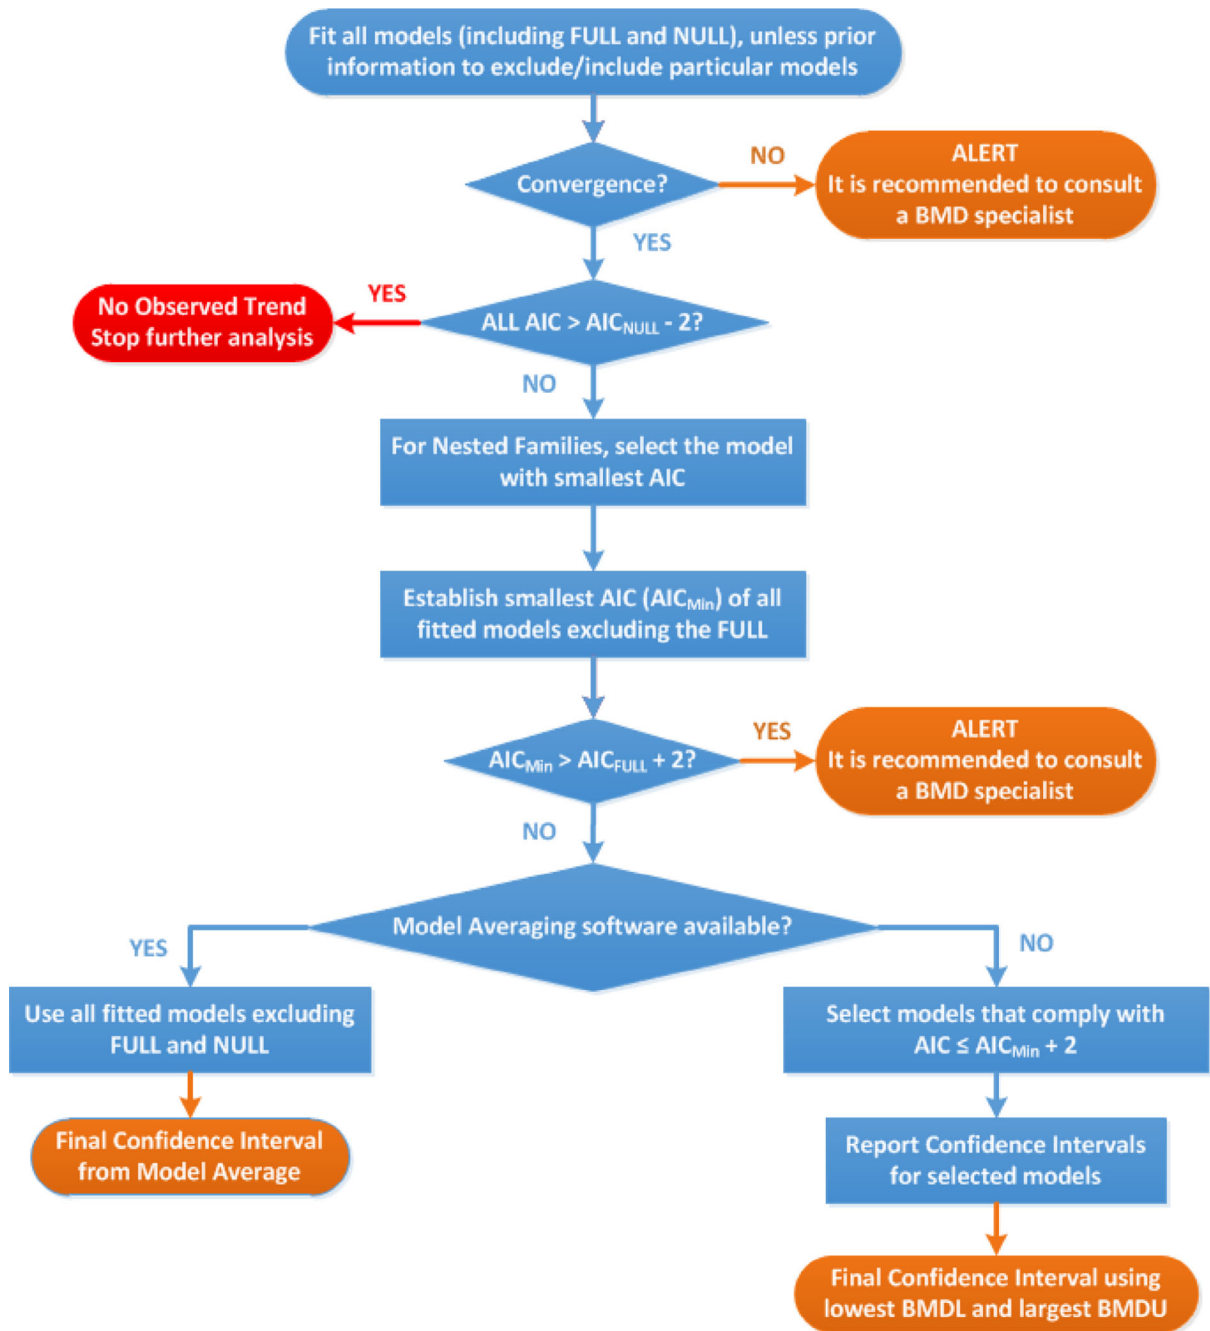 Fit all models (including FULL and NULL), unless prior
information to exclude/include particular models
Convergence?
NO
ALERT
It is recommended to consult
a BMD specialist
YES
ALL AIC > AIC_NULL - 2?
YES
No Observed Trend
Stop further analysis
NO
For Nested Families, select the model
with smallest AIC
Establish smallest AIC (AIC_Min) of all
fitted models excluding the FULL
AIC_Min > AIC_FULL + 2?
YES
ALERT
It is recommended to consult
a BMD specialist
NO
Model Averaging software available?
YES
Use all fitted models excluding
FULL and NULL
Final Confidence Interval
from Model Average
NO
Select models that comply with
AIC ≤ AIC_Min + 2
Report Confidence Intervals
for selected models
Final Confidence Interval using
lowest BMDL and largest BMDU